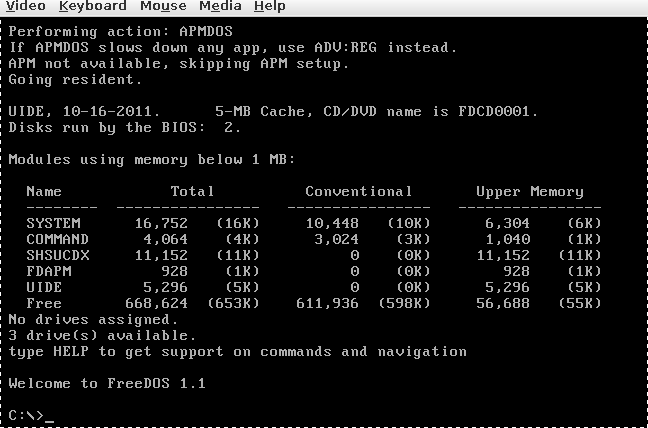 Video Keyboard Mouse Media Help
Performing action: APMDOS
If APMDOS slows down any app, use ADV:REG instead.
APM not available, skipping APM setup.
Going resident.
UIDE, 10-16-2011. 5-MB Cache, CD/DVD name is FDCD0001.
Disks run by the BIOS: 2.
Modules using memory below 1 MB:
Name Total Conventional Upper Memory
-------- ---------------- ---------------- ----------------
SYSTEM 16,752 (16K) 10,448 (10K) 6,304 (6K)
COMMAND 4,064 (4K) 3,024 (3K) 1,040 (1K)
SHSUCDX 11,152 (11K) 0 (0K) 11,152 (11K)
FDAPM 928 (1K) 0 (0K) 928 (1K)
UIDE 5,296 (5K) 0 (0K) 5,296 (5K)
Free 668,624 (653K) 611,936 (598K) 56,688 (55K)
No drives assigned.
3 drive(s) available.
type HELP to get support on commands and navigation
Welcome to FreeDOS 1.1
C:\>_